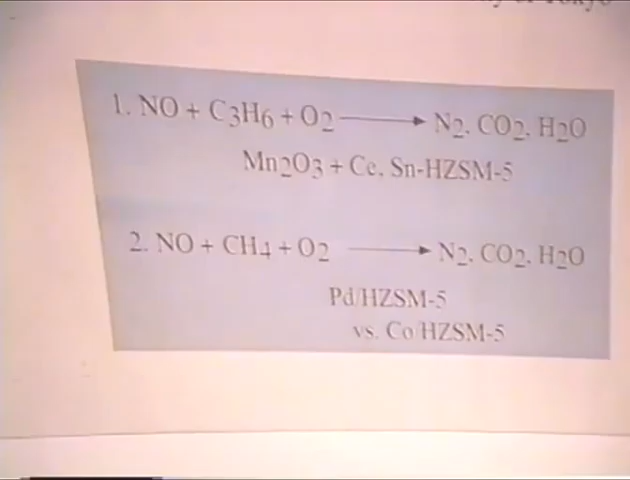 1. NO + C3H6 + O2 → N2. CO2. H2O
Mn2O3 + Ce, Sn-HZSM-5
2. NO + CH4 + O2 → N2. CO2. H2O
Pd/HZSM-5
vs. Co/HZSM-5